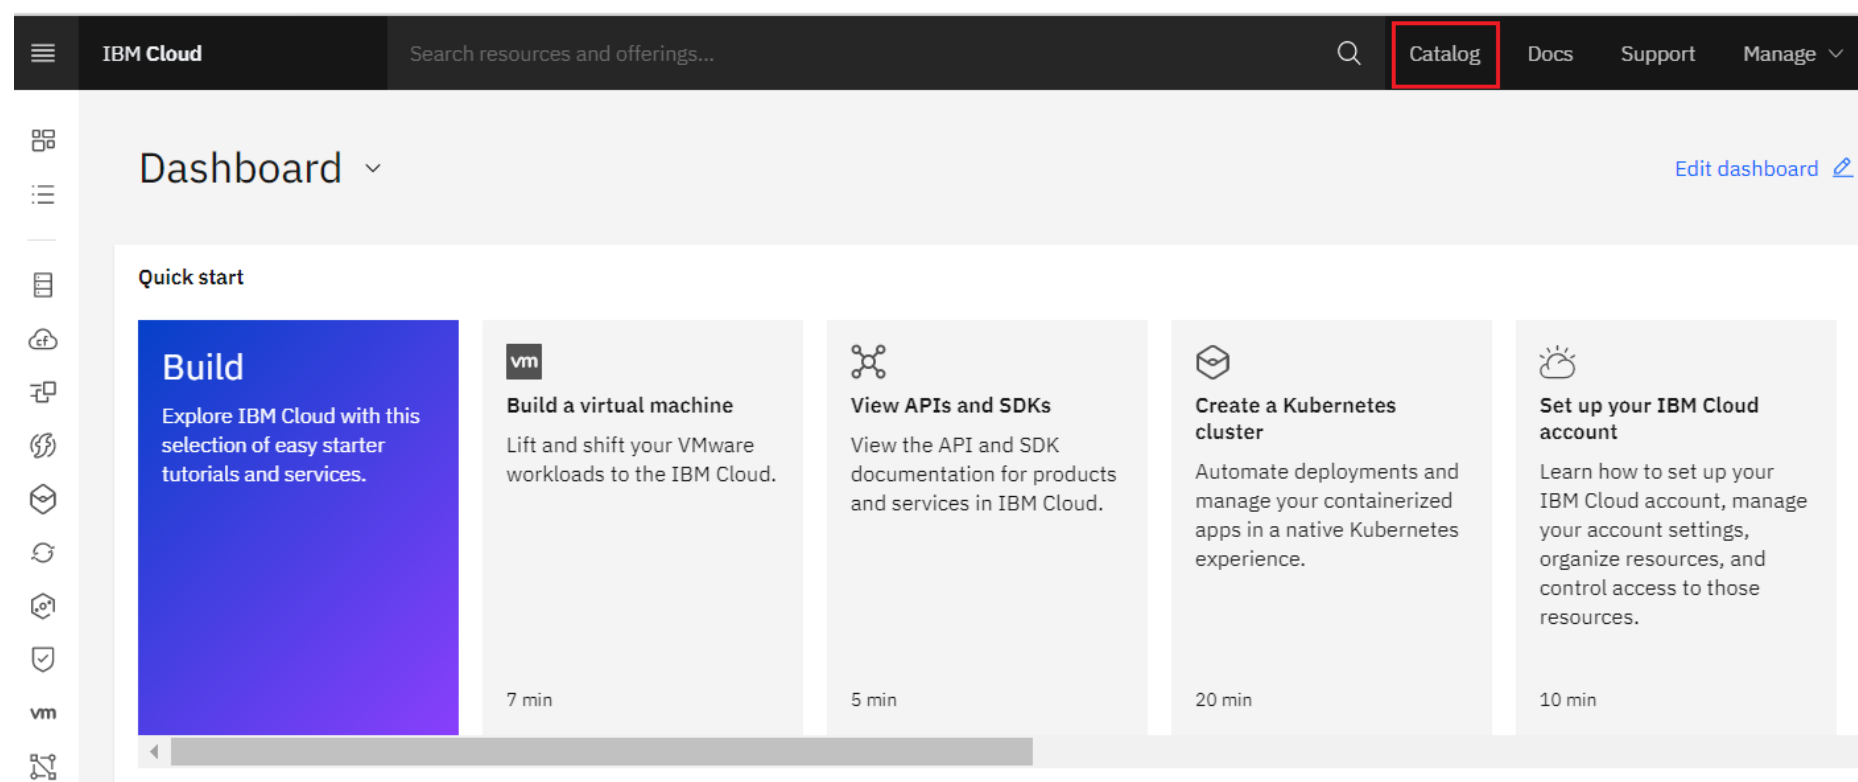 IBM Cloud
Search resources and offerings...
Catalog
Docs
Support
Manage
Dashboard
Edit dashboard
Quick start
Build
Explore IBM Cloud with this
selection of easy starter
tutorials and services.
vm
Build a virtual machine
Lift and shift your VMware
workloads to the IBM Cloud.
7 min
View APIs and SDKs
View the API and SDK
documentation for products
and services in IBM Cloud.
5 min
Create a Kubernetes
cluster
Automate deployments and
manage your containerized
apps in a native Kubernetes
experience.
20 min
Set up your IBM Cloud
account
Learn how to set up your
IBM Cloud account, manage
your account settings,
organize resources, and
control access to those
resources.
10 min
cf
vm